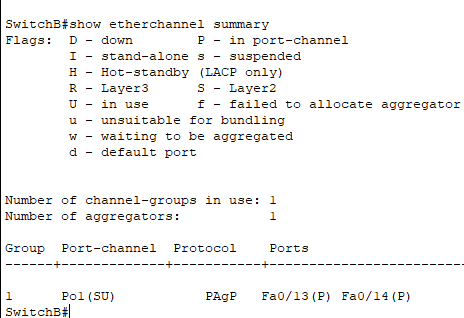 SwitchB#show etherchannel summary
Flags:  D - down        P - in port-channel
        I - stand-alone s - suspended
        H - Hot-standby (LACP only)
        R - Layer3      S - Layer2
        U - in use      f - failed to allocate aggregator
        u - unsuitable for bundling
        w - waiting to be aggregated
        d - default port
Number of channel-groups in use: 1
Number of aggregators:           1
Group  Port-channel  Protocol    Ports
------+-------------+-----------+-------------------------
1      Po1(SU)           PAgP   Fa0/13(P) Fa0/14(P)
SwitchB#